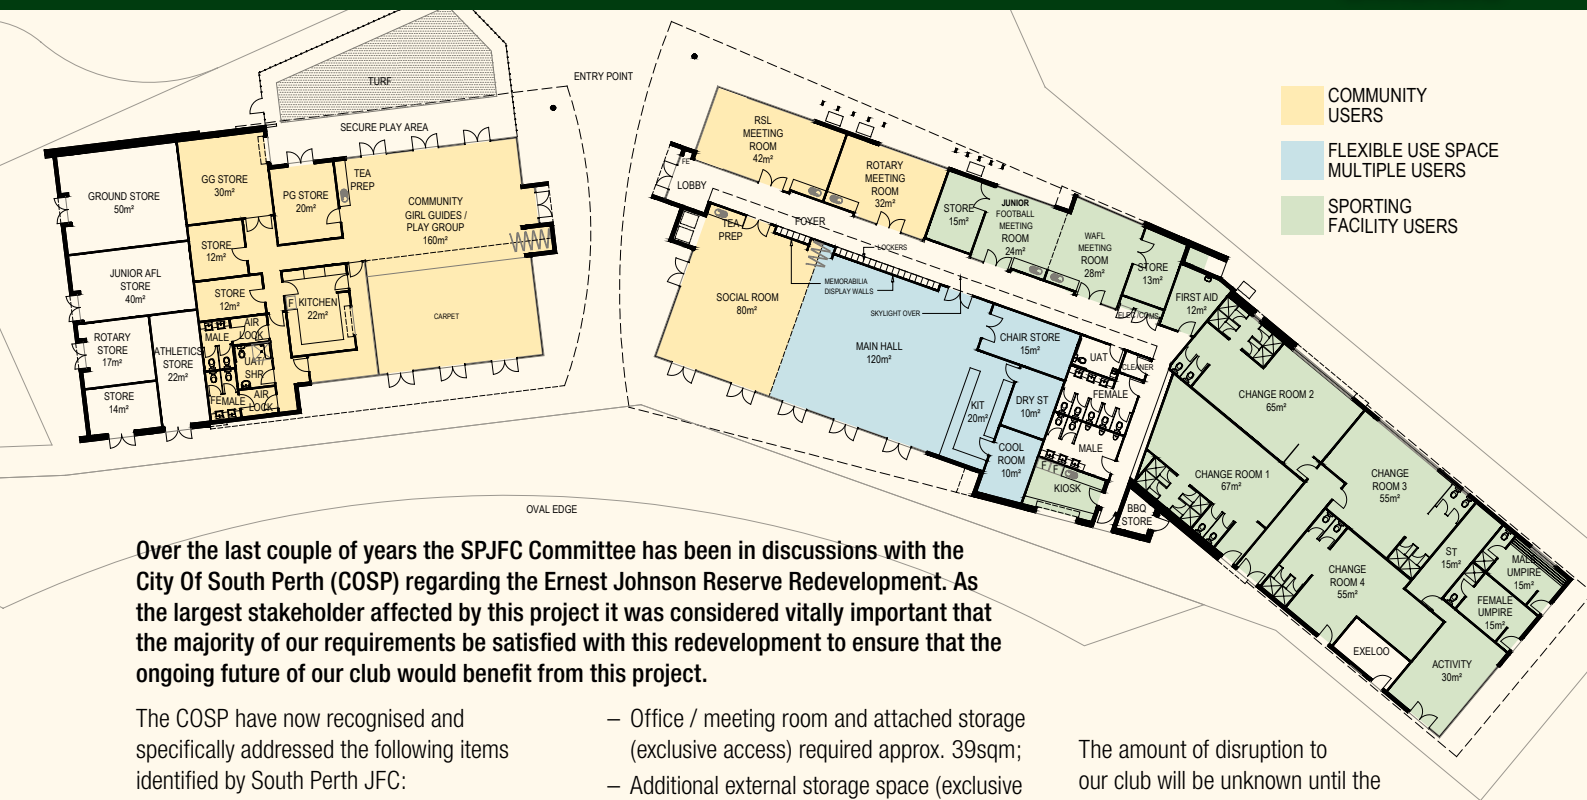 TURF
ENTRY POINT
SECURE PLAY AREA
GROUND STORE
50m²
GG STORE
30m²
PG STORE
20m²
TEA
PREP
COMMUNITY
GIRL GUIDES /
PLAY GROUP
160m²
STORE
12m²
JUNIOR AFL
STORE
40m²
STORE
12m²
F
KITCHEN
22m²
CARPET
ROTARY
STORE
17m²
ATHLETICS
STORE
22m²
MALE
AIR
LOCK
UAT/
SHR
STORE
14m²
FEMALE
AIR
LOCK
RSL
MEETING
ROOM
42m²
FE
LOBBY
ROTARY
MEETING
ROOM
32m²
STORE
15m²
JUNIOR
FOOTBALL
MEETING
ROOM
24m²
WAFL
MEETING
ROOM
28m²
STORE
13m²
FIRST AID
12m²
ELEC/COMS
TEA
PREP
FOYER
LOCKERS
MEMORABILIA
DISPLAY WALLS
SKYLIGHT OVER
SOCIAL ROOM
80m²
MAIN HALL
120m²
CHAIR STORE
15m²
UAT
CLEANER
KIT
20m²
DRY ST
10m²
FEMALE
MALE
COOL
ROOM
10m²
F F
KIOSK
BBQ
STORE
CHANGE ROOM 2
65m²
CHANGE ROOM 1
67m²
CHANGE
ROOM 3
55m²
CHANGE
ROOM 4
55m²
ST
15m²
MALE
UMPIRE
15m²
FEMALE
UMPIRE
15m²
EXELOO
ACTIVITY
30m²
OVAL EDGE
COMMUNITY
USERS
FLEXIBLE USE SPACE
MULTIPLE USERS
SPORTING
FACILITY USERS
Over the last couple of years the SPJFC Committee has been in discussions with the
City Of South Perth (COSP) regarding the Ernest Johnson Reserve Redevelopment. As
the largest stakeholder affected by this project it was considered vitally important that
the majority of our requirements be satisfied with this redevelopment to ensure that the
ongoing future of our club would benefit from this project.
The COSP have now recognised and
specifically addressed the following items
identified by South Perth JFC:
– Office / meeting room and attached storage
(exclusive access) required approx. 39sqm;
– Additional external storage space (exclusive
The amount of disruption to
our club will be unknown until the